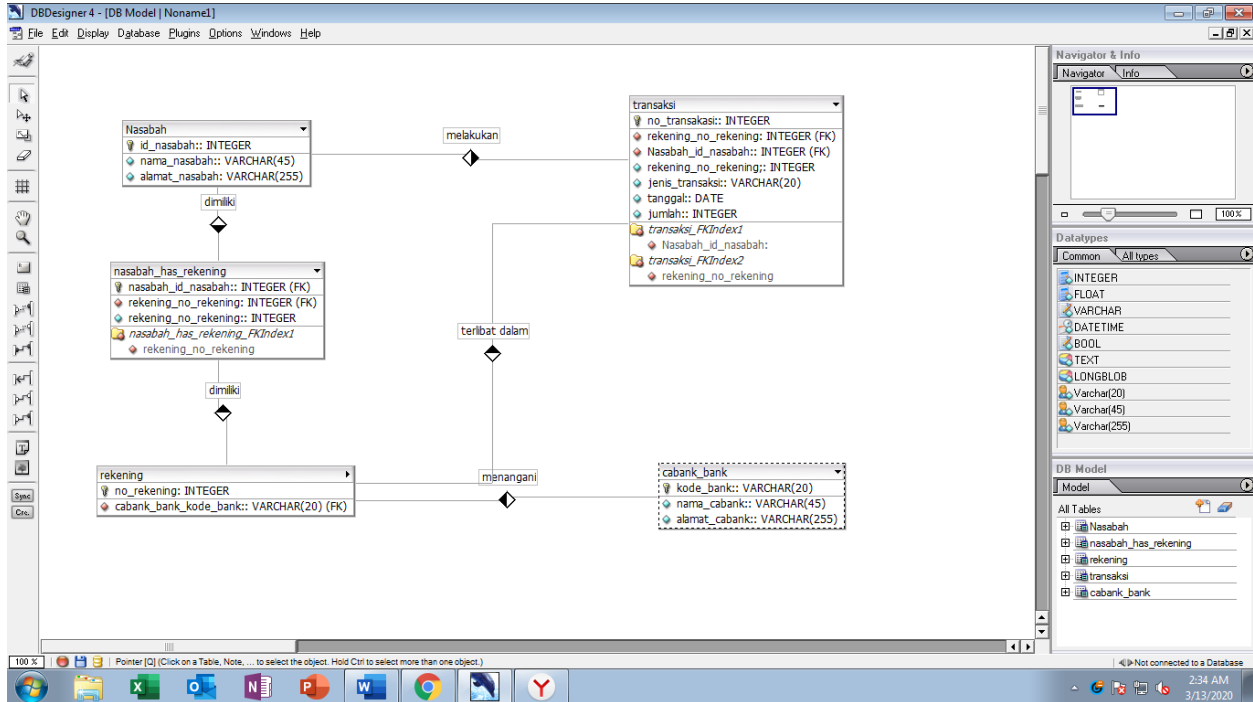 DBDesigner 4 - [DB Model | Noname1]
File Edit Display Database Plugins Options Windows Help
Nasabah
id_nasabah:: INTEGER
nama_nasabah:: VARCHAR(45)
alamat_nasabah: VARCHAR(255)
melakukan
transaksi
no_transakasi:: INTEGER
rekening_no_rekening: INTEGER (FK)
Nasabah_id_nasabah:: INTEGER (FK)
rekening_no_rekening;: INTEGER
jenis_transaksi:: VARCHAR(20)
tanggal:: DATE
jumlah:: INTEGER
transaksi_FKIndex1
Nasabah_id_nasabah:
transaksi_FKIndex2
rekening_no_rekening
dimiliki
nasabah_has_rekening
nasabah_id_nasabah:: INTEGER (FK)
rekening_no_rekening: INTEGER (FK)
rekening_no_rekening:: INTEGER
nasabah_has_rekening_FKIndex1
rekening_no_rekening
terlibat dalam
dimiliki
rekening
no_rekening: INTEGER
cabank_bank_kode_bank:: VARCHAR(20) (FK)
menangani
cabank_bank
kode_bank:: VARCHAR(20)
nama_cabank:: VARCHAR(45)
alamat_cabank:: VARCHAR(255)
Navigator & Info
Navigator Info
100 %
Datatypes
Common All types
INTEGER
FLOAT
VARCHAR
DATETIME
BOOL
TEXT
LONGBLOB
Varchar(20)
Varchar(45)
Varchar(255)
DB Model
Model
All Tables
Nasabah
nasabah_has_rekening
rekening
transaksi
cabank_bank
Sync
Cre.
100 % Pointer [Q] (Click on a Table, Note, ... to select the object. Hold Ctrl to select more than one object.)
Not connected to a Database
2:34 AM
3/13/2020